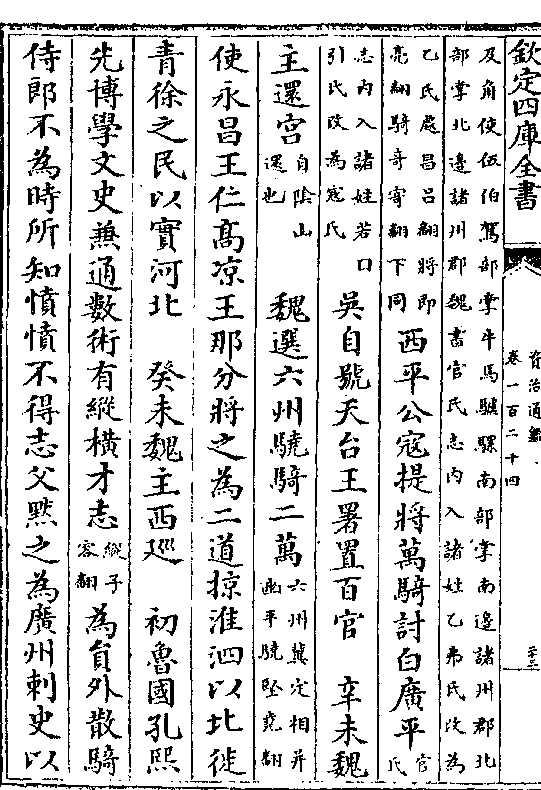 欽定四庫全書
資治通鑑
卷一百二十四
二十三
及角使伍伯駕部掌牛馬驢騾南部掌南邊諸州郡北
部掌北邊諸州郡魏書官氏志内入諸姓乙弗氏改為
乙氏處昌呂翻將即
亮翻騎奇寄翻下同
西平公寇提將萬騎討白廣平
官
氏
志内入諸姓若口
引氏改為寇氏
吳自號天台王署置百官 辛未魏
主還宮
自陰山
還也
魏選六州驍騎二萬
六州冀定相并
幽平驍堅堯翻
使永昌王仁髙凉王那分將之為二道掠淮泗以北徙
青徐之民以實河北 癸未魏主西廵 初魯國孔熙
先博學文史兼通數術有縱橫才志
縱子
容翻
為員外散騎
侍郎不為時所知憤憤不得志父黙之為廣州刺史以